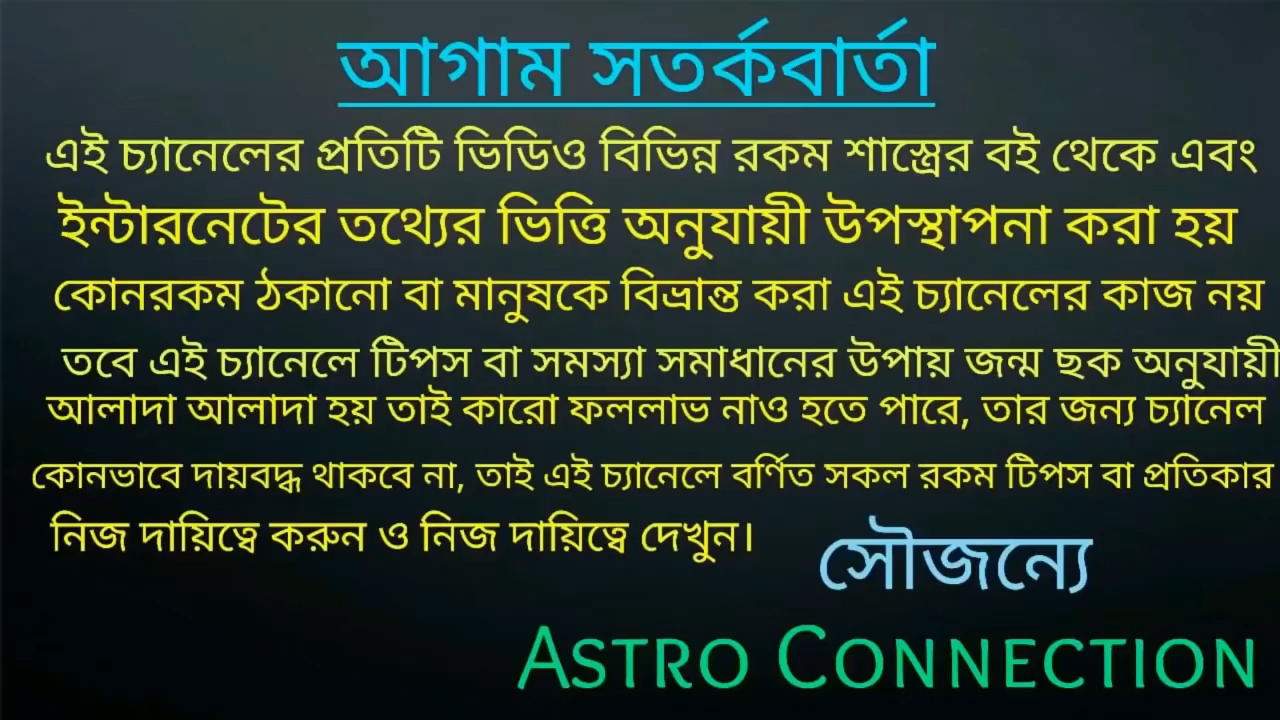 আগাম সতর্কবার্তা
এই চ্যানেলের প্রতিটি ভিডিও বিভিন্ন রকম শাস্ত্রের বই থেকে এবং
ইন্টারনেটের তথ্যের ভিত্তি অনুযায়ী উপস্থাপনা করা হয়
কোনরকম ঠকানো বা মানুষকে বিভ্রান্ত করা এই চ্যানেলের কাজ নয়
তবে এই চ্যানেলে টিপস বা সমস্যা সমাধানের উপায় জন্ম ছক অনুযায়ী
আলাদা আলাদা হয় তাই কারো ফললাভ নাও হতে পারে, তার জন্য চ্যানেল
কোনভাবে দায়বদ্ধ থাকবে না, তাই এই চ্যানেলে বর্ণিত সকল রকম টিপস বা প্রতিকার
নিজ দায়িত্বে করুন ও নিজ দায়িত্বে দেখুন।
সৌজন্যে
ASTRO CONNECTION